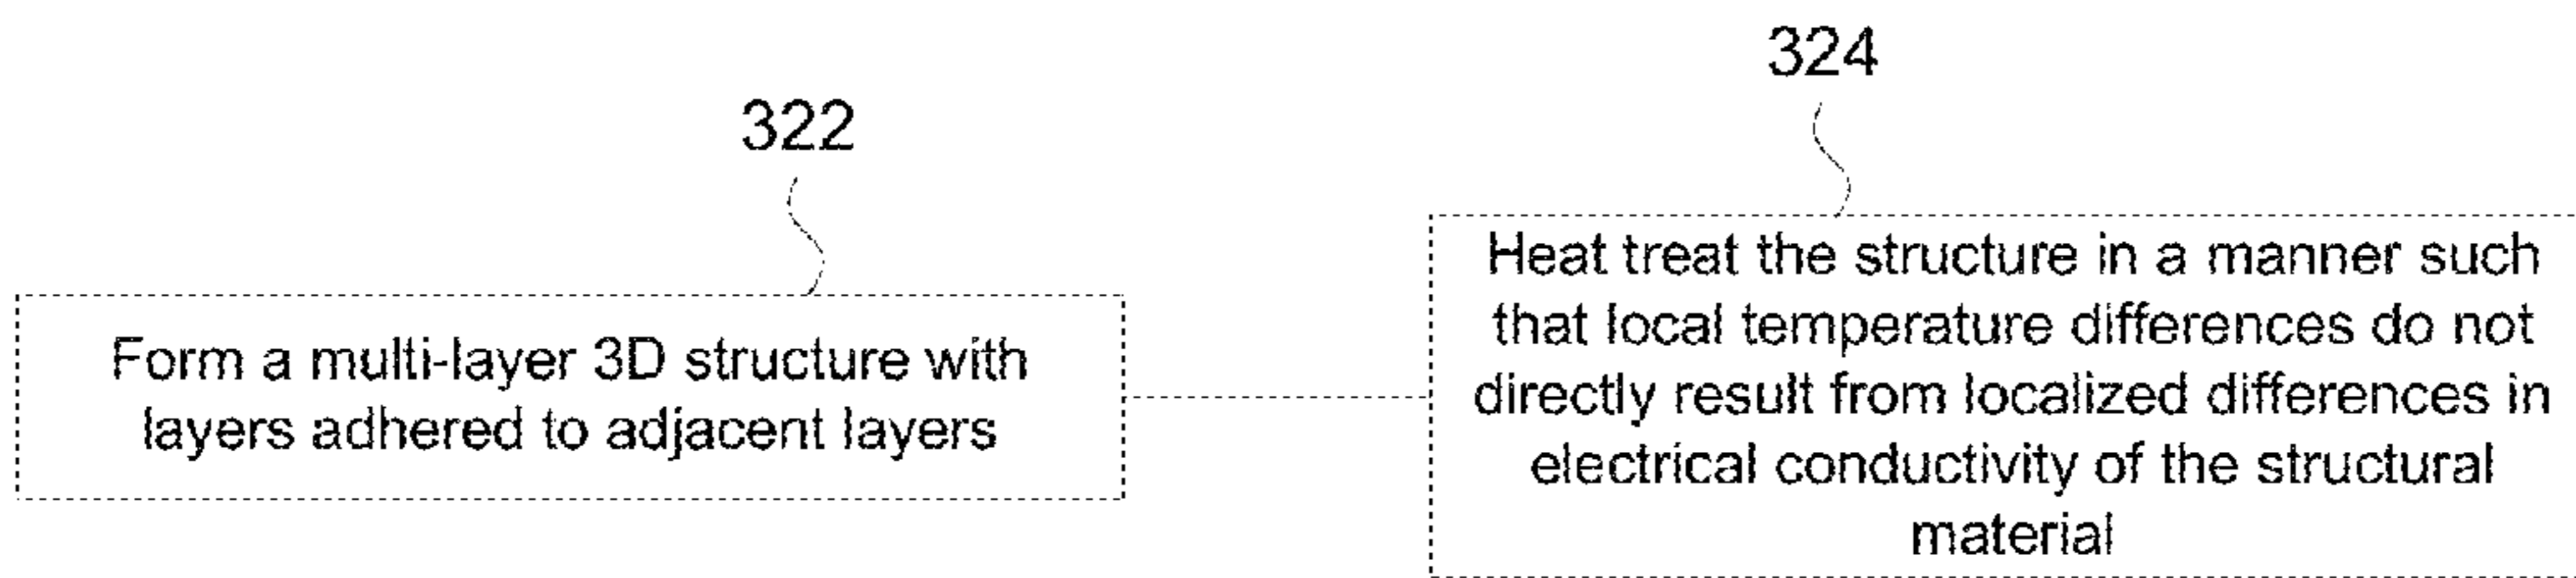 324
322
Heat treat the structure in a manner such
that local temperature differences do not
directly result from localized differences in
electrical conductivity of the structural
material
Form a multi-layer 3D structure with
layers adhered to adjacent layers